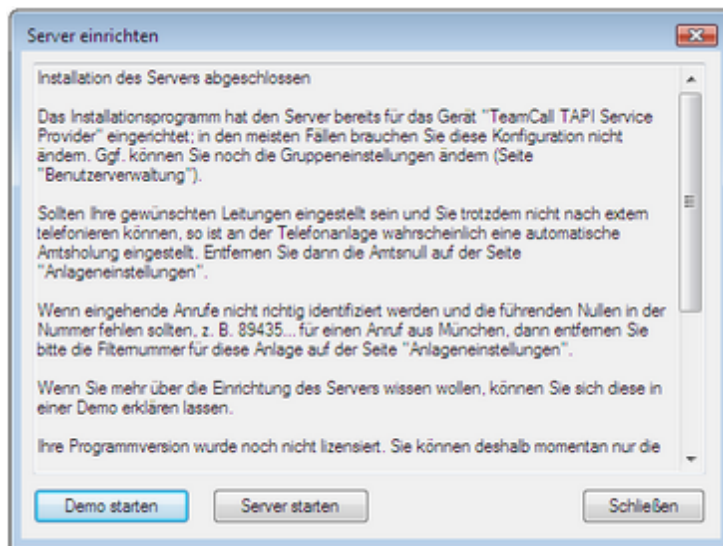 Server einrichten
Installation des Servers abgeschlossen
Das Installationsprogramm hat den Server bereits für das Gerät "TeamCall TAPI Service
Provider" eingerichtet; in den meisten Fällen brauchen Sie diese Konfiguration nicht
ändern. Ggf. können Sie noch die Gruppeneinstellungen ändern (Seite
"Benutzerverwaltung").
Sollten Ihre gewünschten Leitungen eingestellt sein und Sie trotzdem nicht nach extern
telefonieren können, so ist an der Telefonanlage wahrscheinlich eine automatische
Amtsholung eingestellt. Entfernen Sie dann die Amtsnull auf der Seite
"Anlageneinstellungen".
Wenn eingehende Anrufe nicht richtig identifiziert werden und die führenden Nullen in der
Nummer fehlen sollten, z. B. 89435... für einen Anruf aus München, dann entfernen Sie
bitte die Filternummer für diese Anlage auf der Seite "Anlageneinstellungen".
Wenn Sie mehr über die Einrichtung des Servers wissen wollen, können Sie sich diese in
einer Demo erklären lassen.
Ihre Programmversion wurde noch nicht lizensiert. Sie können deshalb momentan nur die
Demo starten
Server starten
Schließen